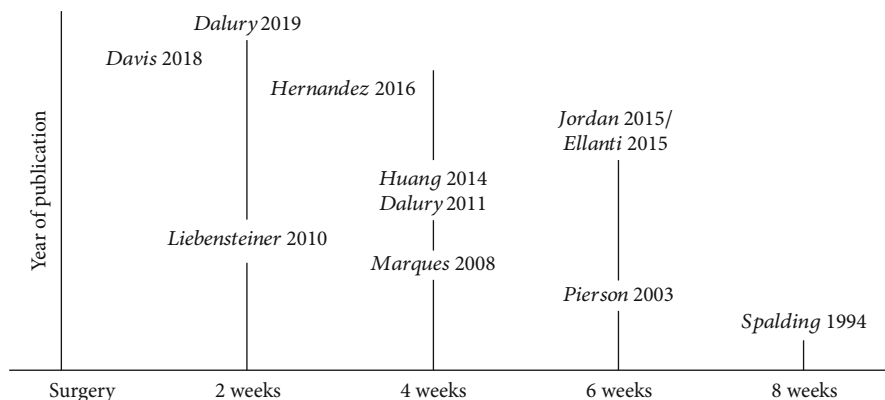 Dalury 2019
Davis 2018
Hernandez 2016
Jordan 2015/
Ellanti 2015
Huang 2014
Dalury 2011
Liebensteiner 2010
Marques 2008
Pierson 2003
Spalding 1994
Year of publication
Surgery
2 weeks
4 weeks
6 weeks
8 weeks